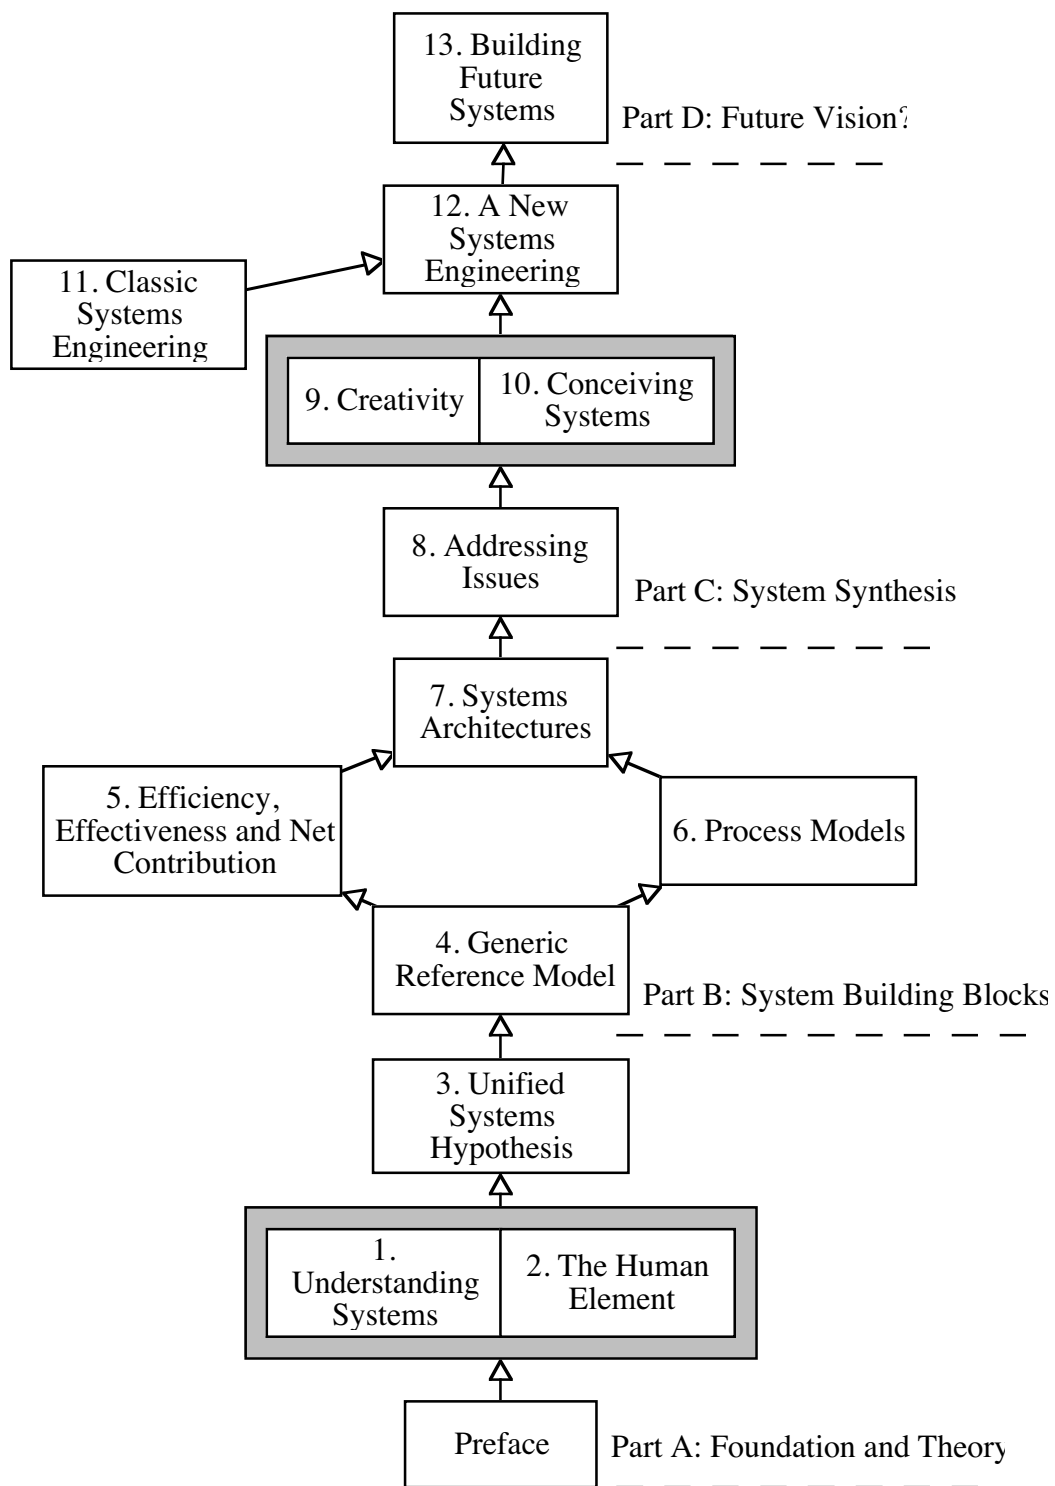 13. Building
Future
Systems
Part D: Future Vision?
12. A New
Systems
Engineering
11. Classic
Systems
Engineering
9. Creativity
10. Conceiving
Systems
8. Addressing
Issues
Part C: System Synthesis
7. Systems
Architectures
5. Efficiency,
Effectiveness and Net
Contribution
6. Process Models
4. Generic
Reference Model
Part B: System Building Blocks
3. Unified
Systems
Hypothesis
1.
Understanding
Systems
2. The Human
Element
Preface
Part A: Foundation and Theory